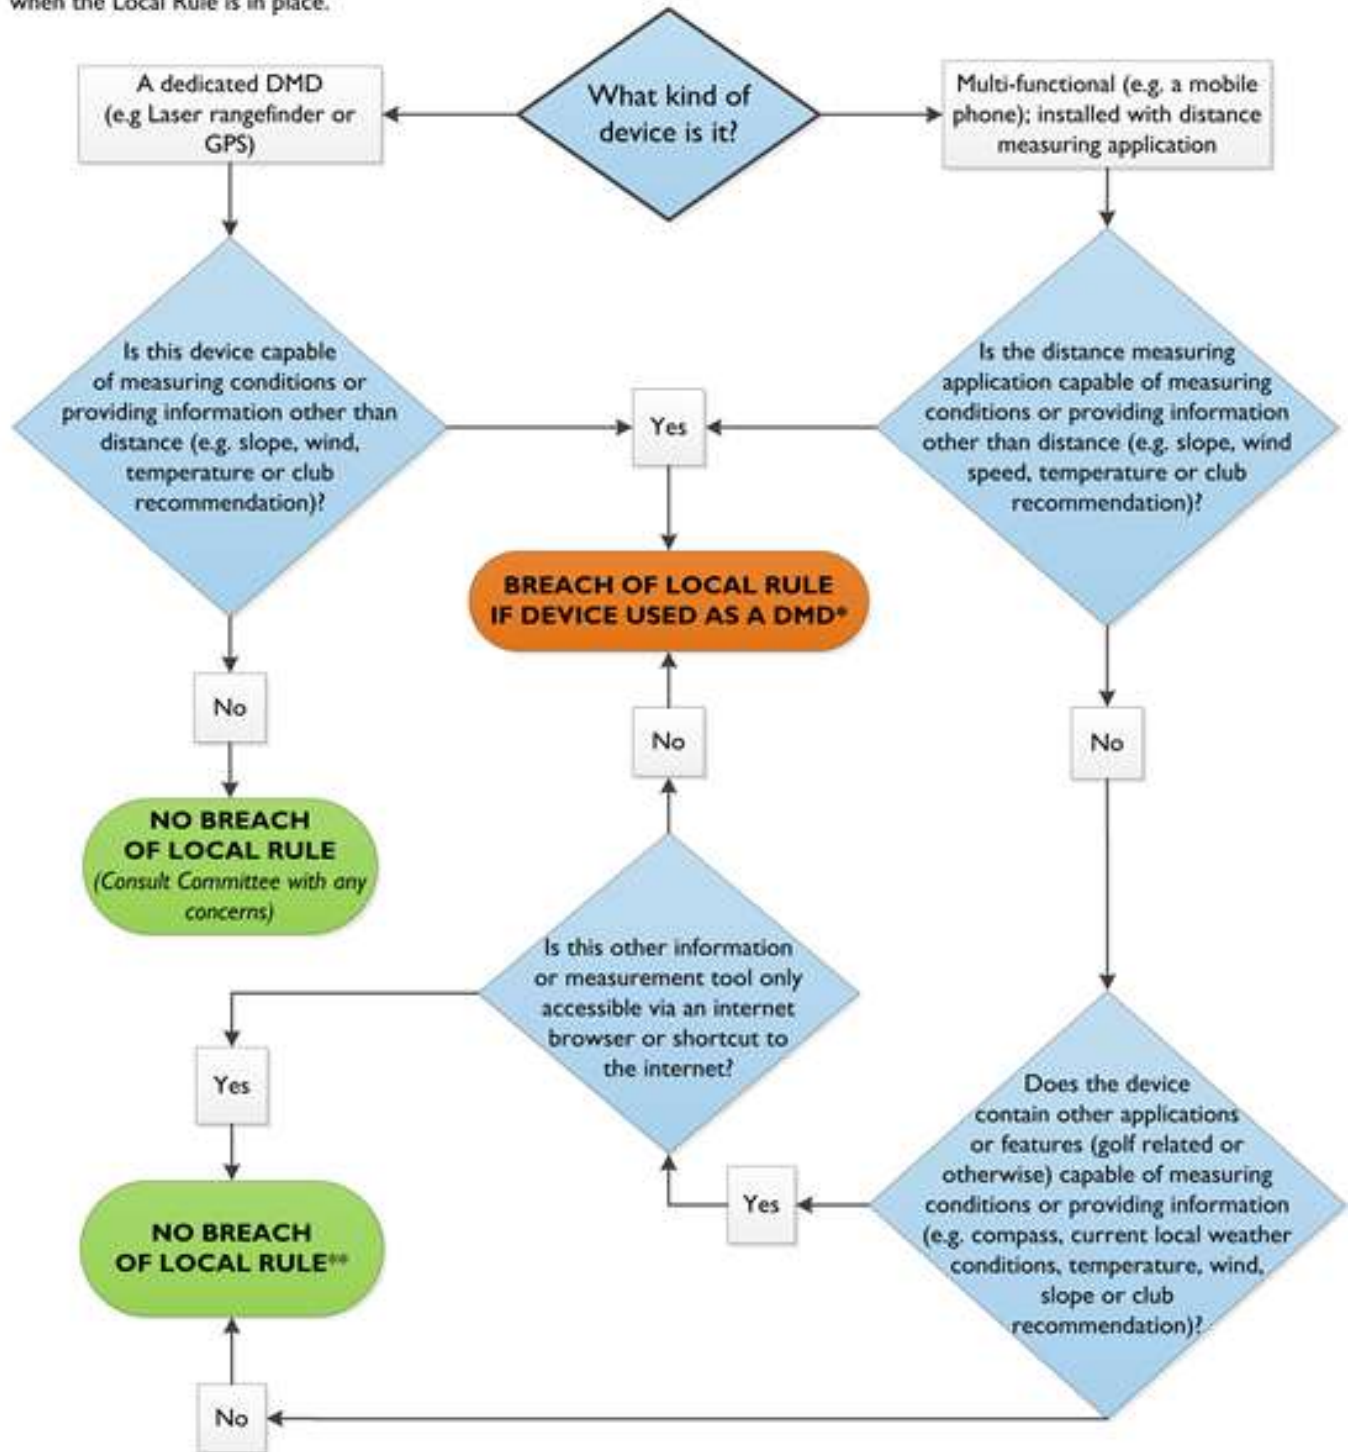 when the Local Rule is in place.
What kind of
device is it?
A dedicated DMD
(e.g Laser rangefinder or
GPS)
Multi-functional (e.g. a mobile
phone); installed with distance
measuring application
Is this device capable
of measuring conditions or
providing information other than
distance (e.g. slope, wind,
temperature or club
recommendation)?
Yes
Is the distance measuring
application capable of measuring
conditions or providing information
other than distance (e.g. slope, wind
speed, temperature or club
recommendation)?
BREACH OF LOCAL RULE
IF DEVICE USED AS A DMD*
No
No
No
NO BREACH
OF LOCAL RULE
(Consult Committee with any
concerns)
Is this other information
or measurement tool only
accessible via an internet
browser or shortcut to
the internet?
Yes
Does the device
contain other applications
or features (golf related or
otherwise) capable of measuring
conditions or providing information
(e.g. compass, current local weather
conditions, temperature, wind,
slope or club
recommendation)?
Yes
NO BREACH
OF LOCAL RULE**
No